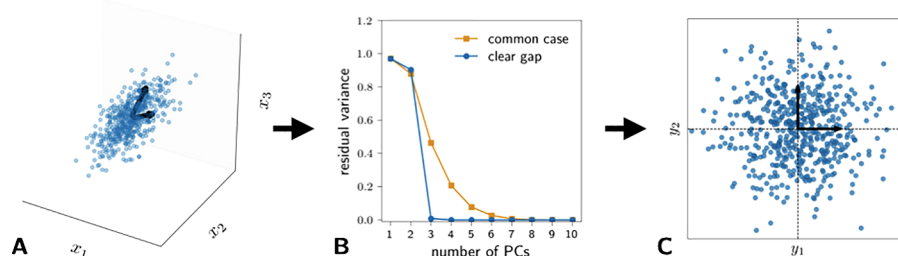 A
x₁
x₂
x₃
B
residual variance
1.2
1.0
0.8
0.6
0.4
0.2
0.0
common case
clear gap
1 2 3 4 5 6 7 8 9 10
number of PCs
C
y₂
y₁